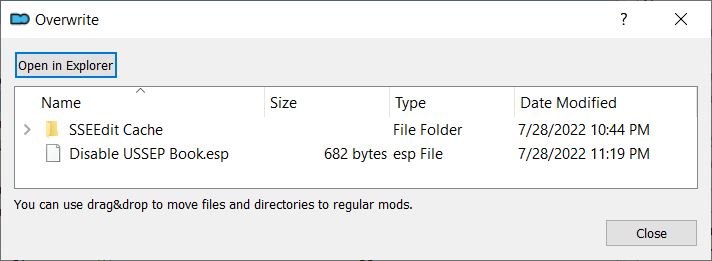 Overwrite
Open in Explorer
Name Size Type Date Modified
SSEEdit Cache File Folder 7/28/2022 10:44 PM
Disable USSEP Book.esp 682 bytes esp File 7/28/2022 11:19 PM
You can use drag&drop to move files and directories to regular mods.
Close